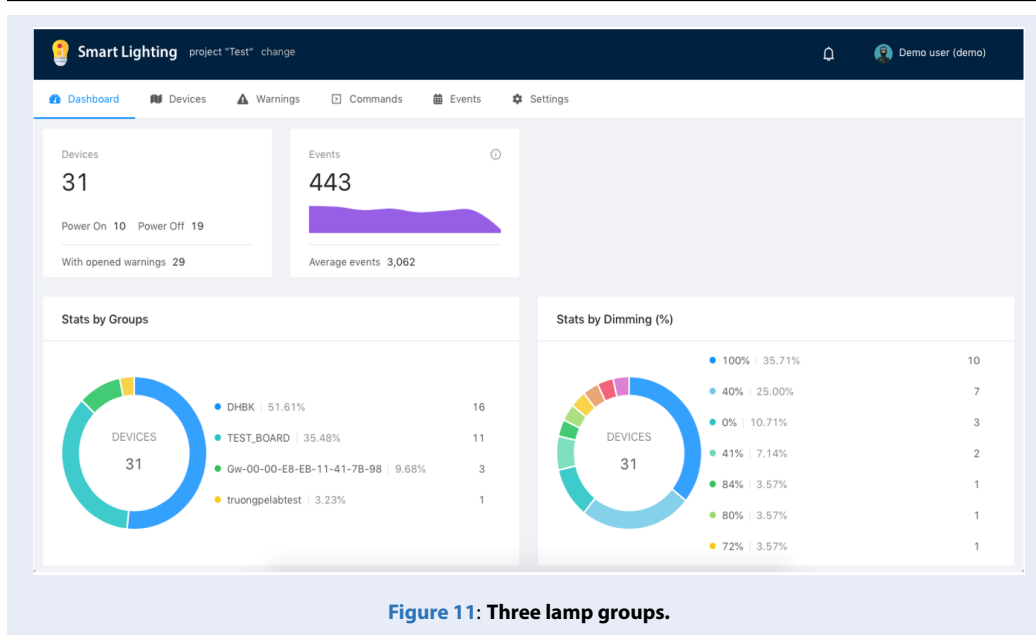 Smart Lighting project "Test" change
Demo user (demo)
Dashboard Devices Warnings Commands Events Settings
Devices
31
Power On 10 Power Off 19
With opened warnings 29
Events
443
Average events 3,062
Stats by Groups
DEVICES
31
DHBK 51.61% 16
TEST_BOARD 35.48% 11
Gw-00-00-E8-EB-11-41-7B-98 9.68% 3
truongpelabtest 3.23% 1
Stats by Dimming (%)
DEVICES
31
100% 35.71% 10
40% 25.00% 7
0% 10.71% 3
41% 7.14% 2
84% 3.57% 1
80% 3.57% 1
72% 3.57% 1
Figure 11: Three lamp groups.